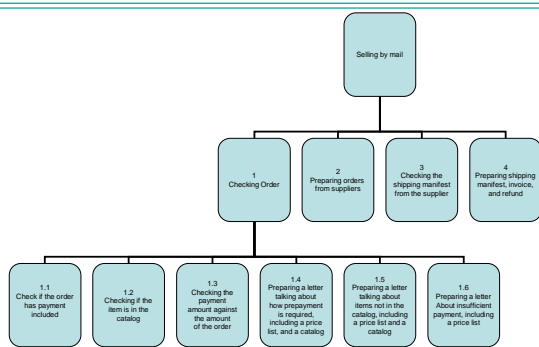 Selling by mail
1
Checking Order
2
Preparing orders
from suppliers
3
Checking the
shipping manifest
from the supplier
4
Preparing shipping
manifest, invoice,
and refund
1.1
Check if the order
has payment
included
1.2
Checking if the
item is in the
catalog
1.3
Checking the
payment
amount against
the amount
of the order
1.4
Preparing a letter
talking about
how prepayment
is required,
including a price
list, and a catalog
1.5
Preparing a letter
talking about
items not in the
catalog, including
a price list and a
catalog
1.6
Preparing a letter
About insufficient
payment, including
a price list